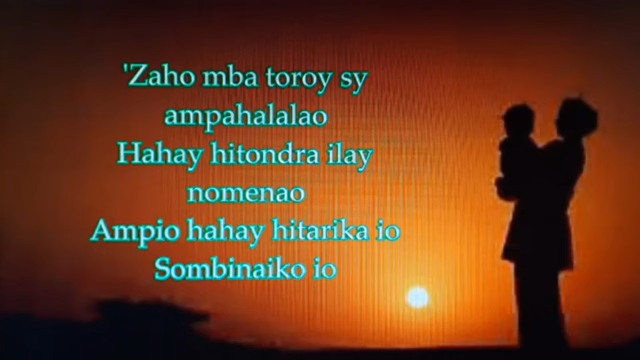 'Zaho mba toroy sy
ampahalalao
Hahay hitondra ilay
nomenao
Ampio hahay hitarika io
Sombinaiko io